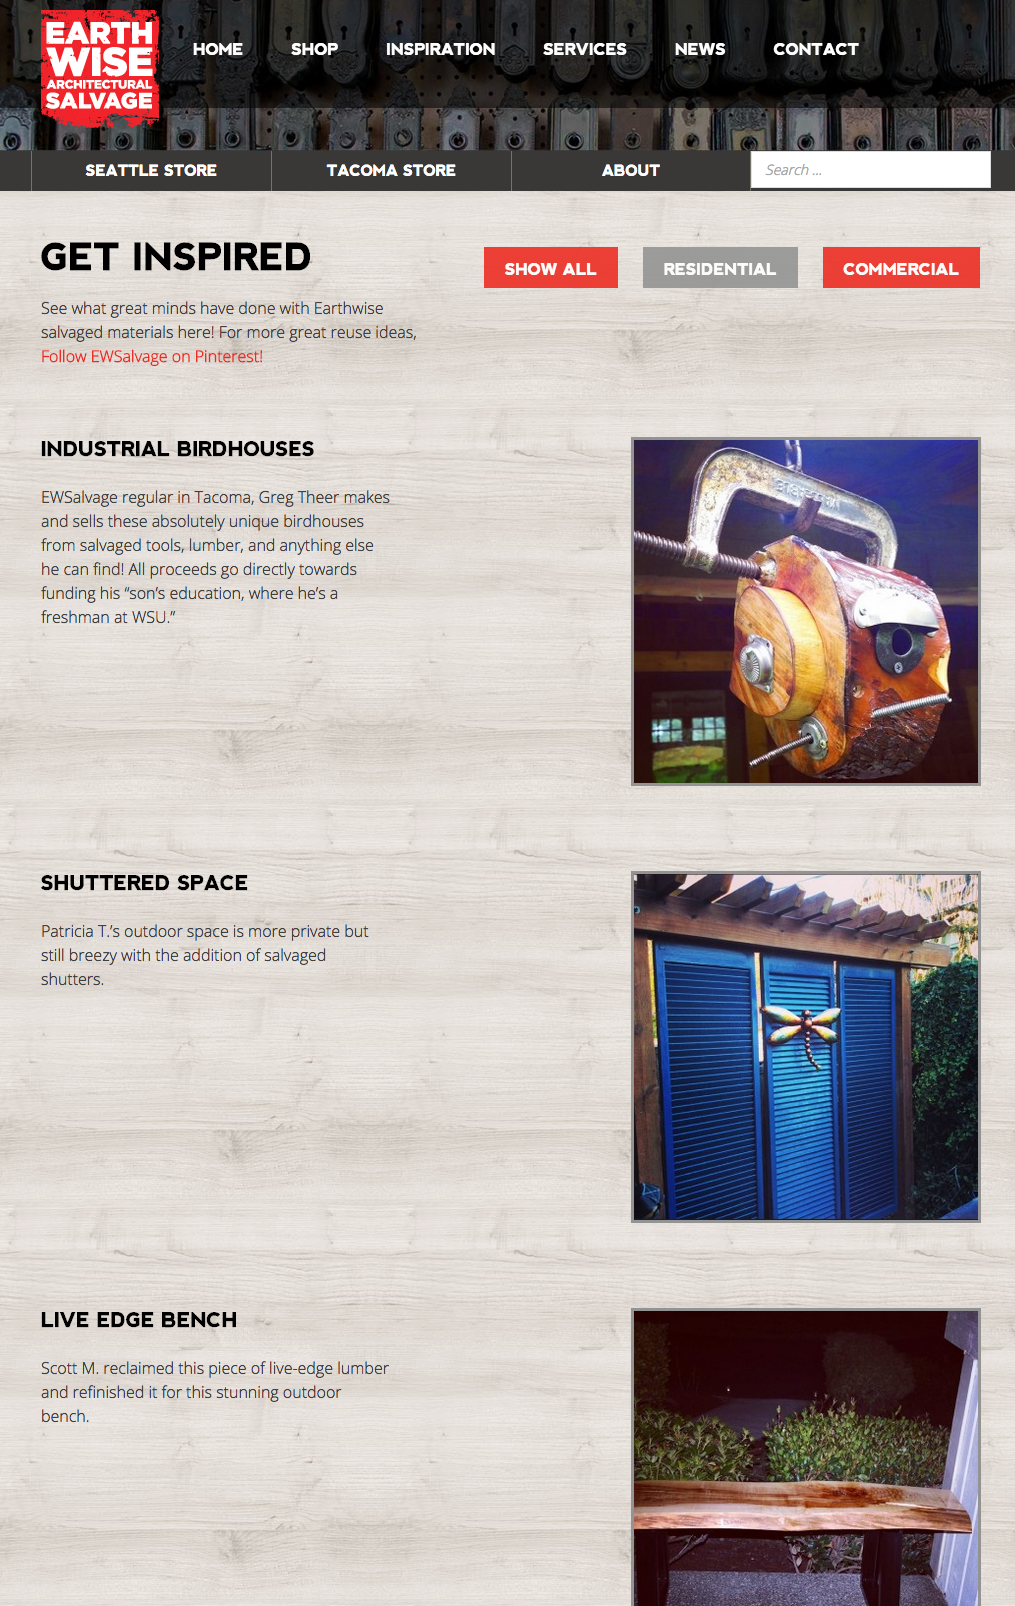 EARTH
WISE
ARCHITECTURAL
SALVAGE
HOME
SHOP
INSPIRATION
SERVICES
NEWS
CONTACT
SEATTLE STORE
TACOMA STORE
ABOUT
Search ...
GET INSPIRED
SHOW ALL
RESIDENTIAL
COMMERCIAL
See what great minds have done with Earthwise
salvaged materials here! For more great reuse ideas,
Follow EWSalvage on Pinterest!
INDUSTRIAL BIRDHOUSES
EWSalvage regular in Tacoma, Greg Theer makes
and sells these absolutely unique birdhouses
from salvaged tools, lumber, and anything else
he can find! All proceeds go directly towards
funding his “son’s education, where he’s a
freshman at WSU.”
SHUTTERED SPACE
Patricia T.’s outdoor space is more private but
still breezy with the addition of salvaged
shutters.
LIVE EDGE BENCH
Scott M. reclaimed this piece of live-edge lumber
and refinished it for this stunning outdoor
bench.